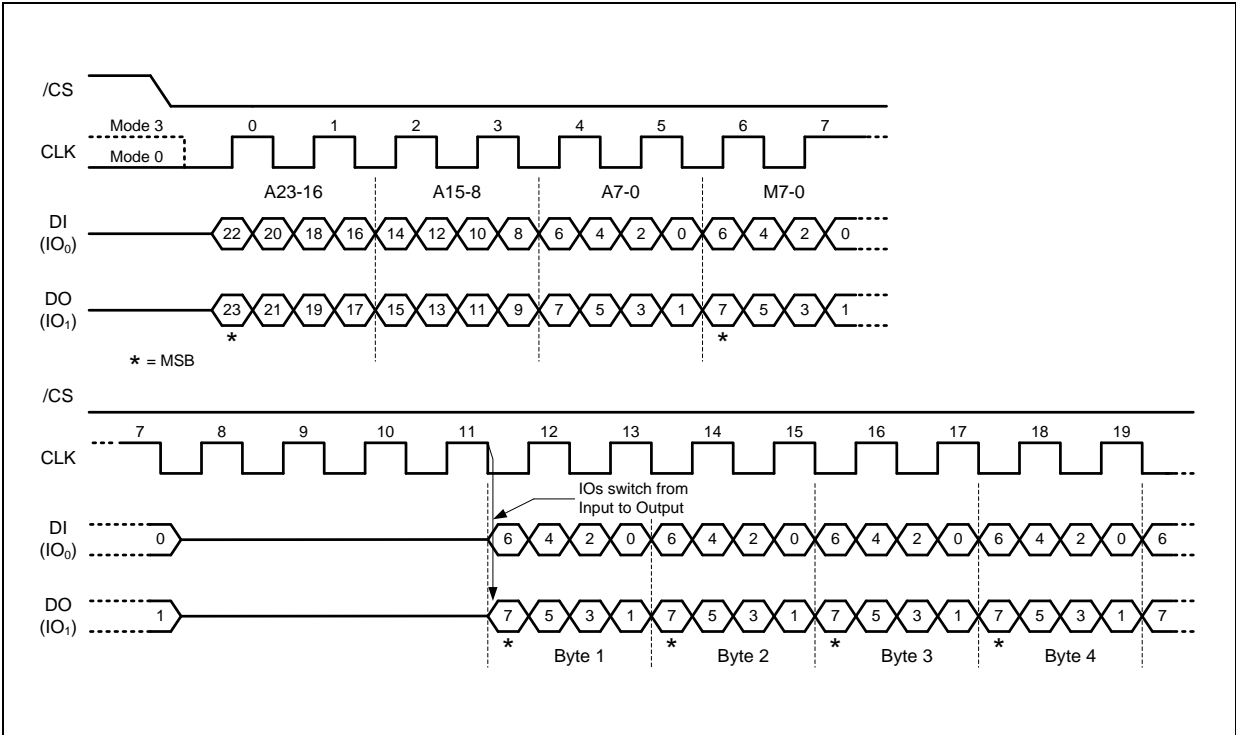 /CS
Mode 3 0 1 2 3 4 5 6 7
CLK
Mode 0
A23-16 A15-8 A7-0 M7-0
DI
(IO₀)
22 20 18 16 14 12 10 8 6 4 2 0 6 4 2 0
DO
(IO₁)
23 21 19 17 15 13 11 9 7 5 3 1 7 5 3 1
* *
* = MSB
/CS
7 8 9 10 11 12 13 14 15 16 17 18 19
CLK
IOs switch from
Input to Output
DI
(IO₀)
0 6 4 2 0 6 4 2 0 6 4 2 0 6 4 2 0 6
DO
(IO₁)
1 7 5 3 1 7 5 3 1 7 5 3 1 7 5 3 1 7
* * * *
Byte 1 Byte 2 Byte 3 Byte 4